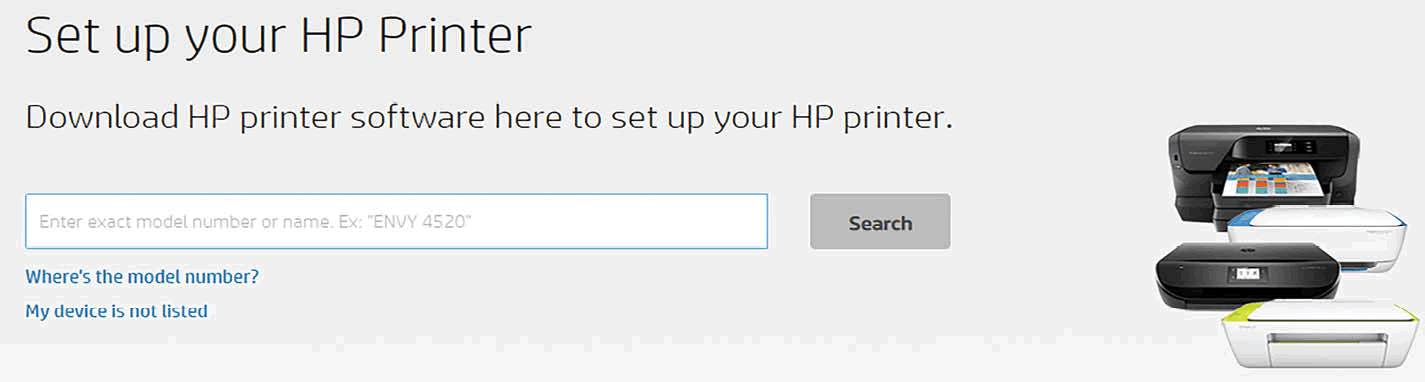 Set up your HP Printer
Download HP printer software here to set up your HP printer.
Enter exact model number or name. Ex: "ENVY 4520"
Search
Where's the model number?
My device is not listed